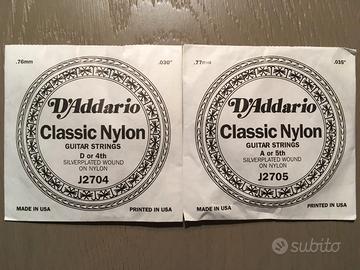 .76mm .030"
D'Addario
Classic Nylon
GUITAR STRINGS
D or 4th
SILVERPLATED WOUND
ON NYLON
J2704
MADE IN USA PRINTED IN USA
.77mm .035"
D'Addario
Classic Nylon
GUITAR STRINGS
A or 5th
SILVERPLATED WOUND
ON NYLON
J2705
MADE IN USA PRINTED IN USA
subito